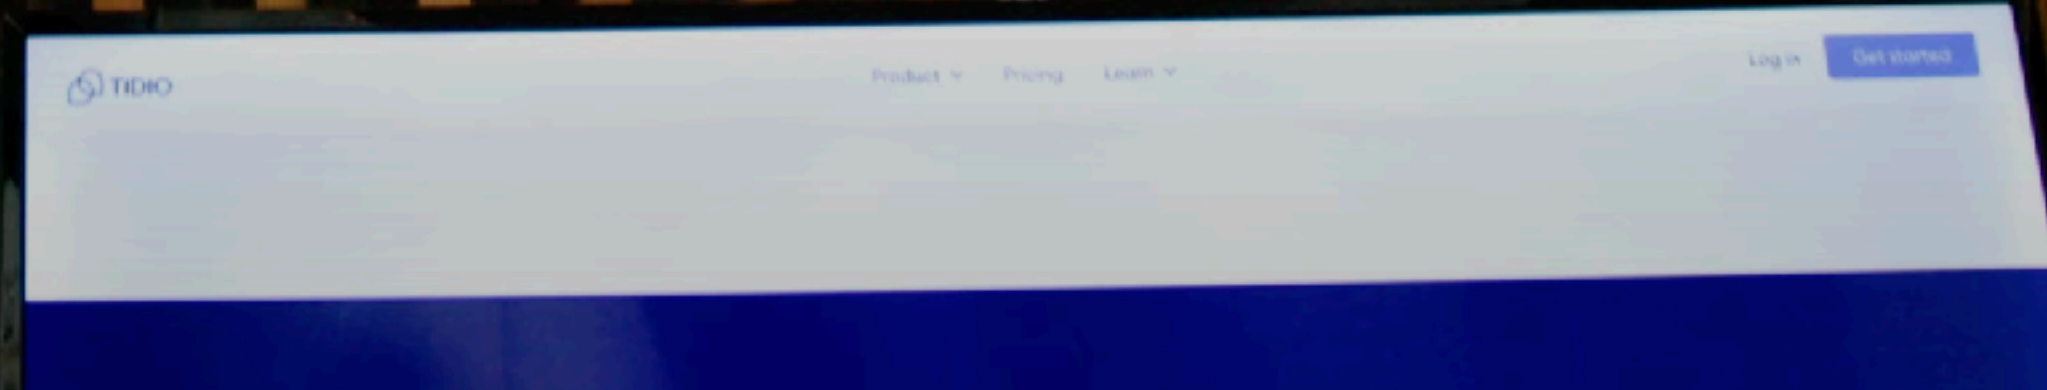 TIDIO
Product
Pricing
Learn
Log in
Get started